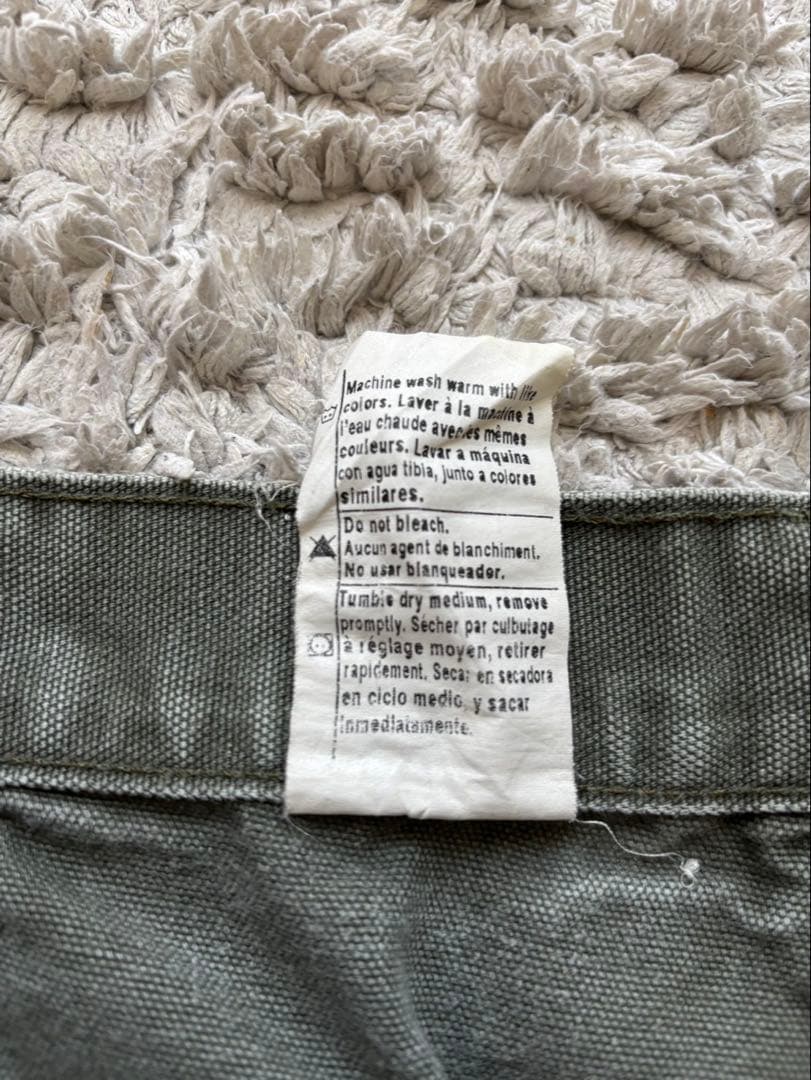 Machine wash warm with like
colors. Laver à la machine à
l'eau chaude avec les mêmes
couleurs. Lavar a máquina
con agua tibia, junto a colores
similares.
Do not bleach.
Aucun agent de blanchiment.
No usar blanqueador.
Tumble dry medium, remove
promptly. Sécher par culbutage
à réglage moyen, retirer
rapidement. Secar en secadora
en ciclo medio, y sacar
inmediatamente.